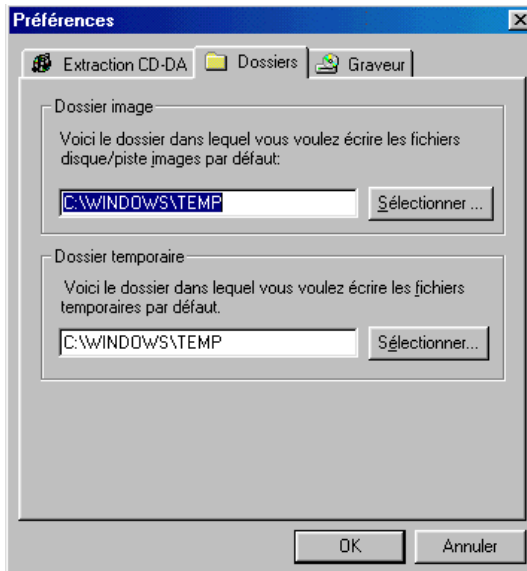 Préférences
Extraction CD-DA
Dossiers
Graveur
Dossier image
Voici le dossier dans lequel vous voulez écrire les fichiers
disque/piste images par défaut:
C:\WINDOWS\TEMP
Sélectionner ...
Dossier temporaire
Voici le dossier dans lequel vous voulez écrire les fichiers
temporaires par défaut.
C:\WINDOWS\TEMP
Sélectionner...
OK
Annuler